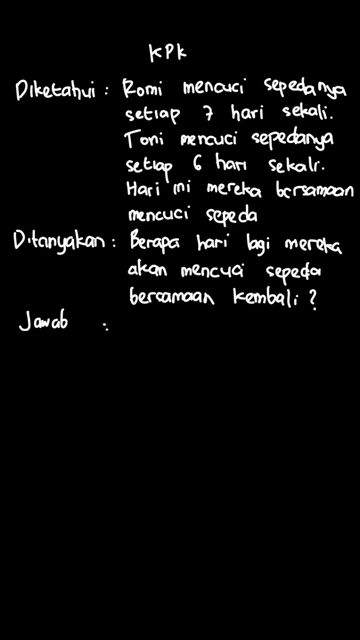 KPK
Diketahui : Romi mencuci sepedanya
setiap 7 hari sekali.
Toni mencuci sepedanya
setiap 6 hari sekali.
Hari ini mereka bersamaan
mencuci sepeda
Ditanyakan : Berapa hari lagi mereka
akan mencuci sepeda
bersamaan kembali ?
Jawab :